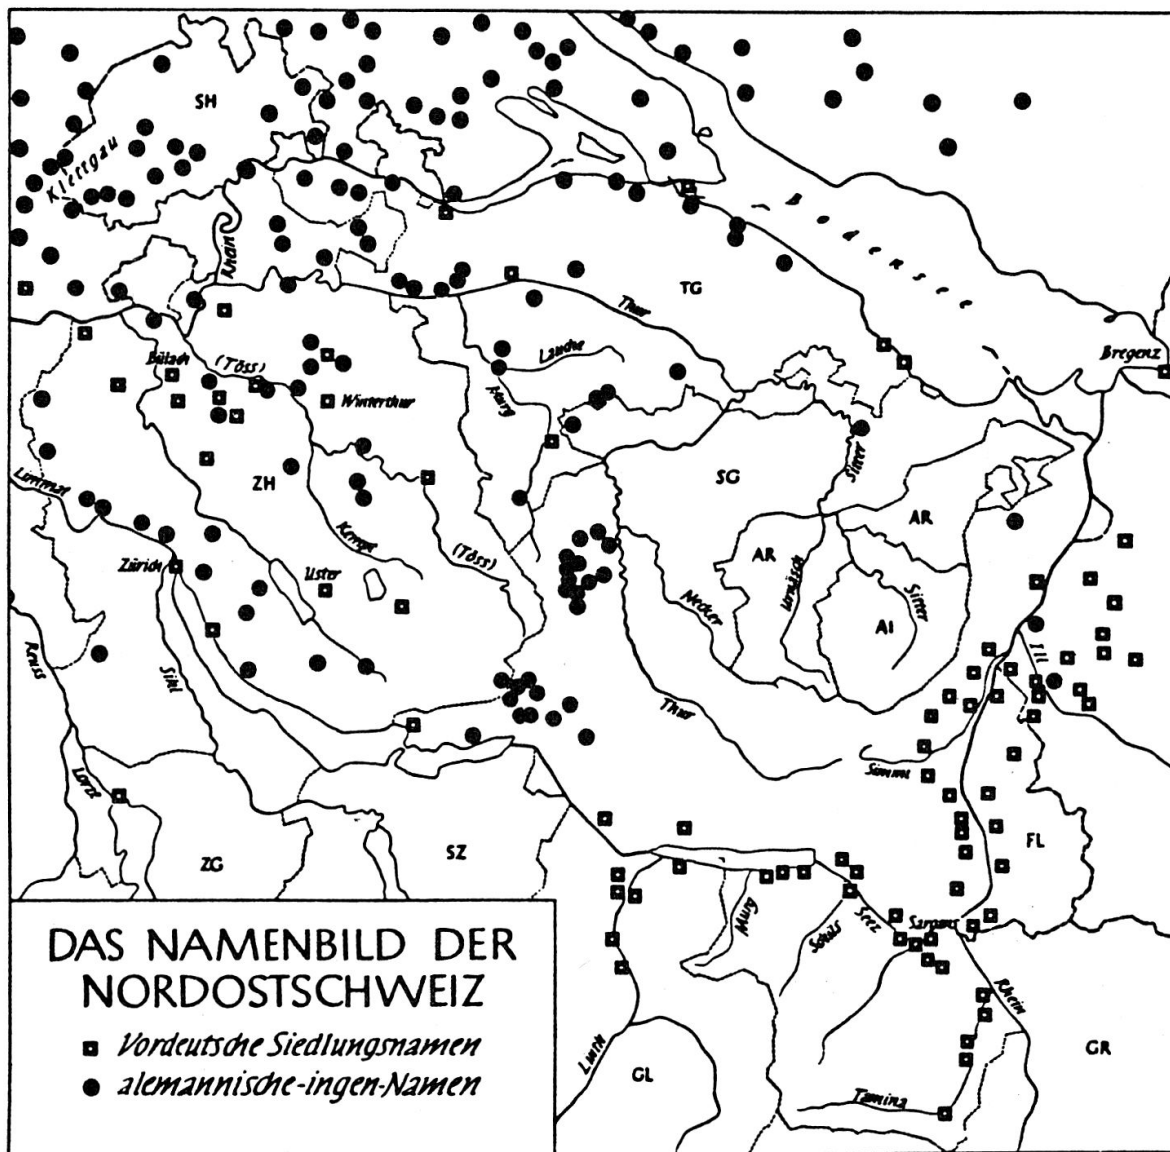 SH
Klettgau
Rhein
Bodensee
TG
Thur
Bregenz
Bülach
(Töss)
Lauche
Murg
Winterthur
Sitter
Limmat
ZH
SG
AR
Kempt
(Töss)
AR
Zürich
Uster
Urnäsch
Necker
Sitter
AI
Reuss
Sihl
Ill
Thur
Simmi
Lorze
ZG
SZ
FL
Murg
Seez
Sargans
Schils
Rhein
Linth
GL
GR
Tamina
DAS NAMENBILD DER
NORDOSTSCHWEIZ
Vordeutsche Siedlungsnamen
alemannische-ingen-Namen